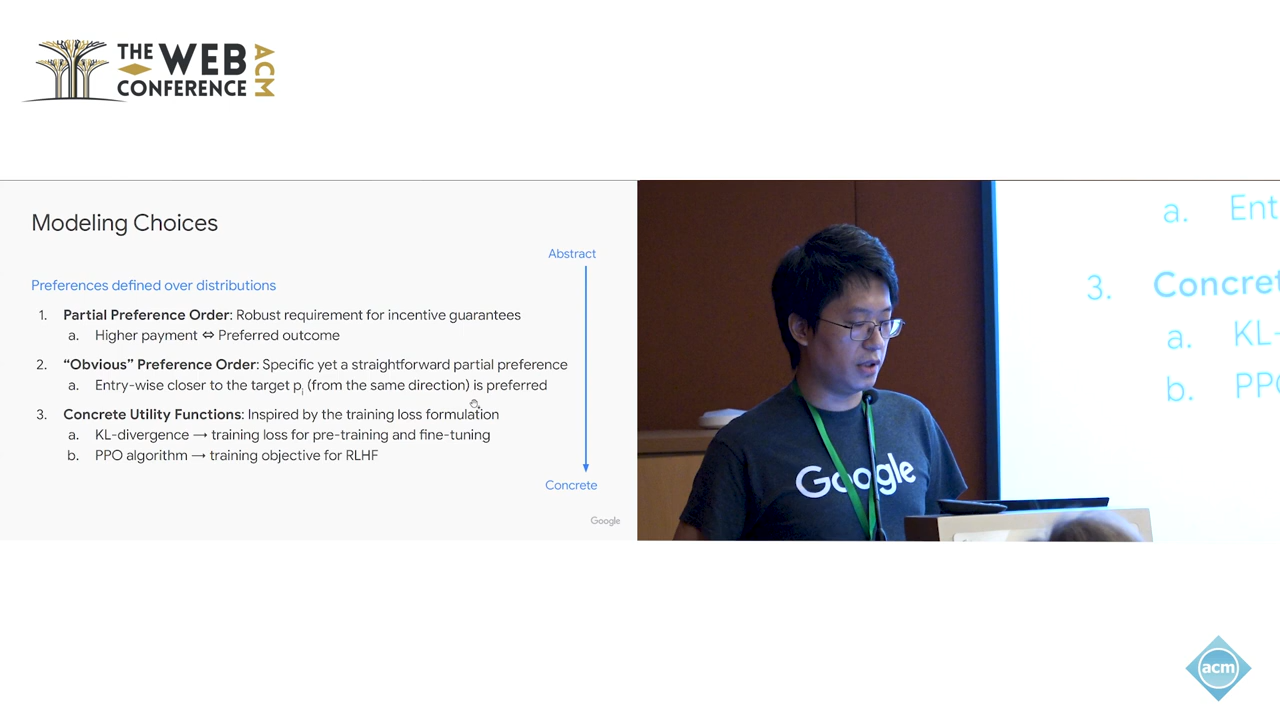 THE WEB
CONFERENCE
ACM
Modeling Choices
Abstract
Preferences defined over distributions
1. Partial Preference Order: Robust requirement for incentive guarantees
a. Higher payment ⇔ Preferred outcome
2. “Obvious” Preference Order: Specific yet a straightforward partial preference
a. Entry-wise closer to the target pᵢ (from the same direction) is preferred
3. Concrete Utility Functions: Inspired by the training loss formulation
a. KL-divergence → training loss for pre-training and fine-tuning
b. PPO algorithm → training objective for RLHF
Concrete
Google
a. Ent
3. Concret
a. KL-
b. PPO
Google
acm